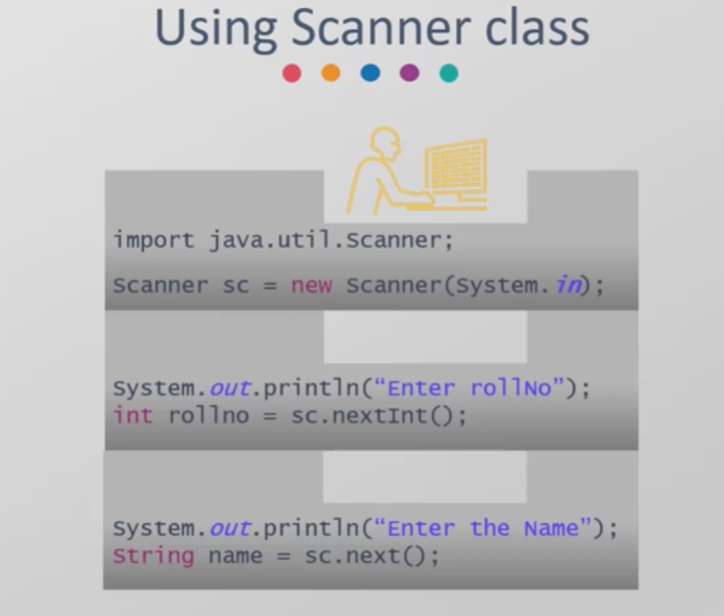 Using Scanner class
import java.util.Scanner;
Scanner sc = new Scanner(System.in);
System.out.println(“Enter rollNo”);
int rollno = sc.nextInt();
System.out.println(“Enter the Name”);
String name = sc.next();